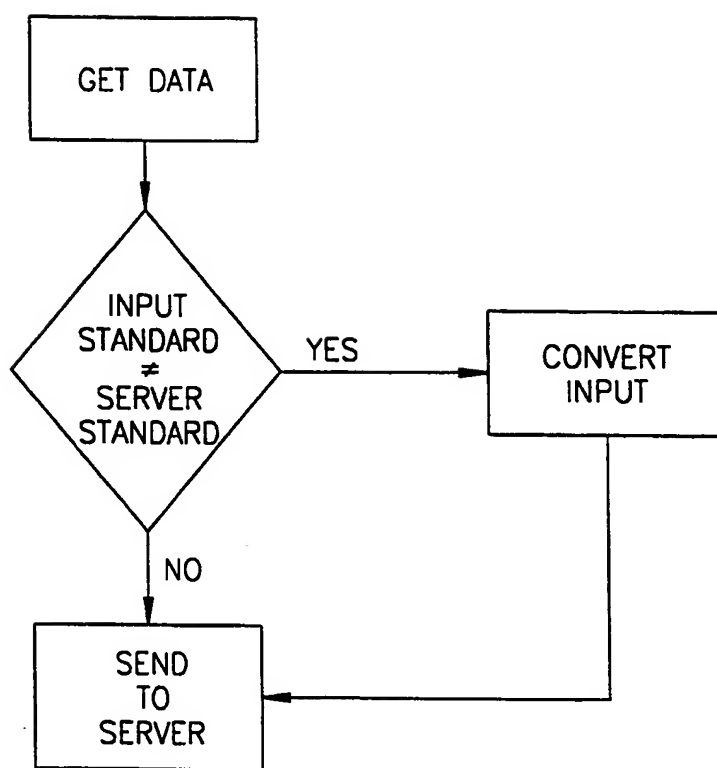 GET DATA
INPUT
STANDARD
≠
SERVER
STANDARD
YES
CONVERT
INPUT
NO
SEND
TO
SERVER